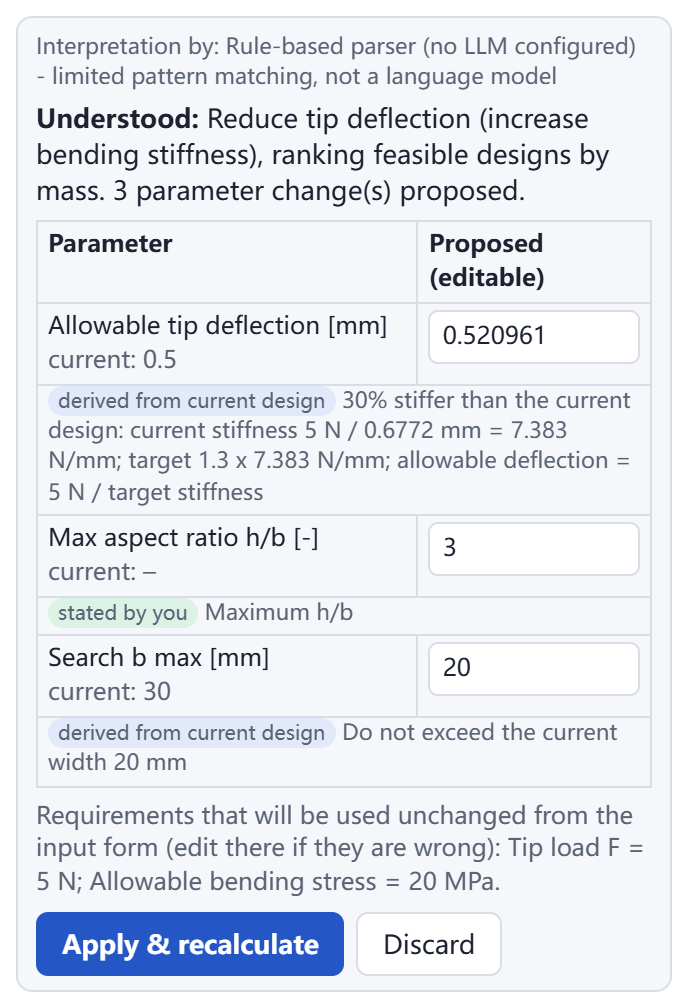 Interpretation by: Rule-based parser (no LLM configured)
- limited pattern matching, not a language model
Understood: Reduce tip deflection (increase
bending stiffness), ranking feasible designs by
mass. 3 parameter change(s) proposed.
Parameter
Proposed
(editable)
Allowable tip deflection [mm]
current: 0.5
0.520961
derived from current design 30% stiffer than the current
design: current stiffness 5 N / 0.6772 mm = 7.383
N/mm; target 1.3 x 7.383 N/mm; allowable deflection =
5 N / target stiffness
Max aspect ratio h/b [-]
current: –
3
stated by you Maximum h/b
Search b max [mm]
current: 30
20
derived from current design Do not exceed the current
width 20 mm
Requirements that will be used unchanged from the
input form (edit there if they are wrong): Tip load F =
5 N; Allowable bending stress = 20 MPa.
Apply & recalculate
Discard